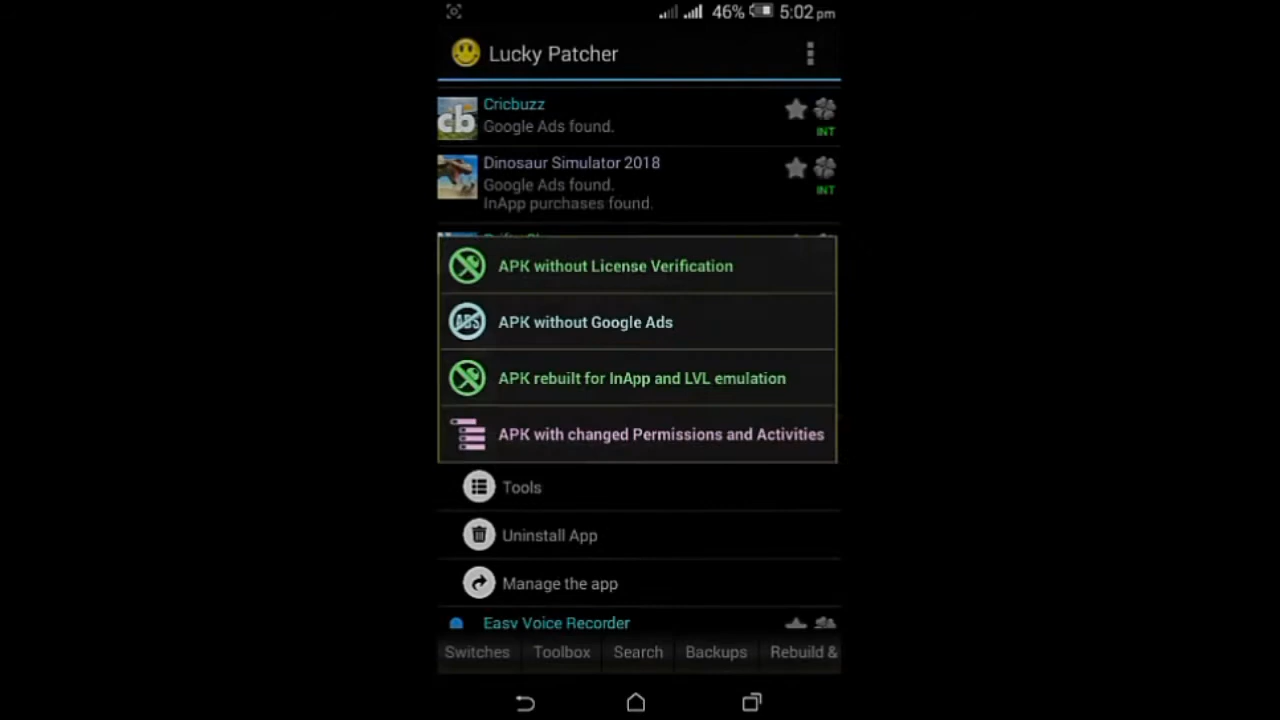 46% 5:02 pm
Lucky Patcher
Cricbuzz
cb
Google Ads found.
INT
Dinosaur Simulator 2018
Google Ads found.
INT
InApp purchases found.
APK without License Verification
ADS
APK without Google Ads
APK rebuilt for InApp and LVL emulation
APK with changed Permissions and Activities
Tools
Uninstall App
Manage the app
Easy Voice Recorder
Switches Toolbox Search Backups Rebuild &